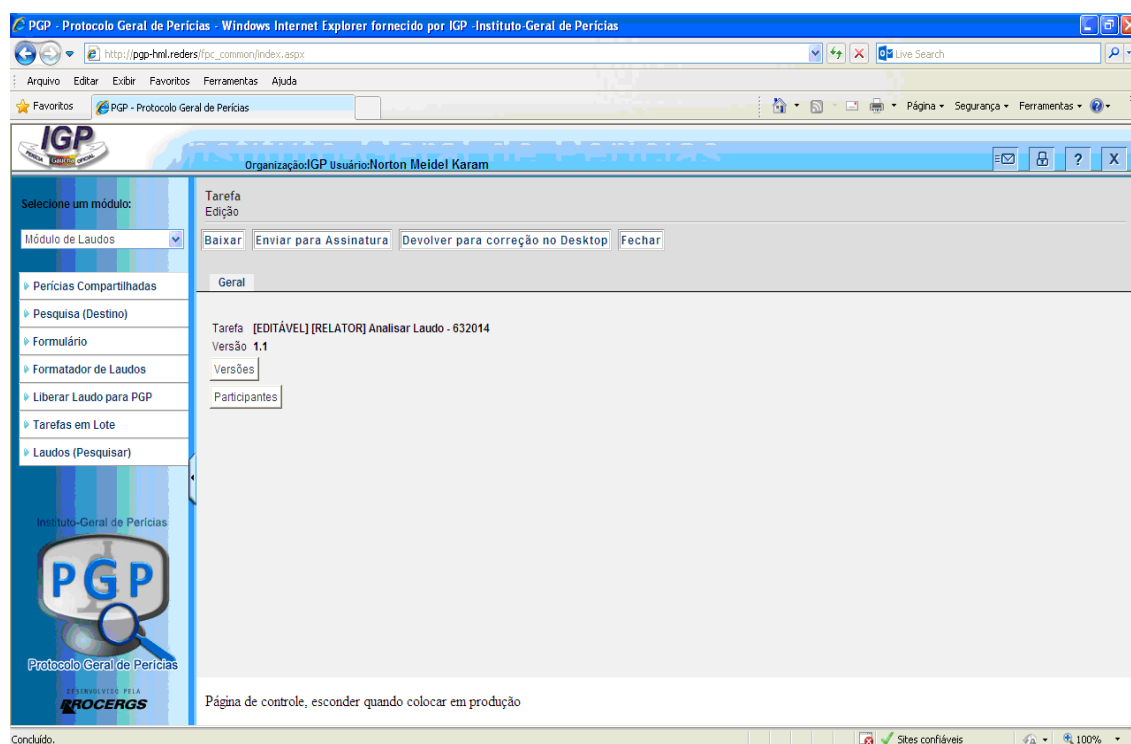 PGP - Protocolo Geral de Perícias - Windows Internet Explorer fornecido por IGP -Instituto-Geral de Perícias
http://pgp-hml.reders/fpc_common/index.aspx
Live Search
Arquivo Editar Exibir Favoritos Ferramentas Ajuda
Favoritos PGP - Protocolo Geral de Perícias Página Segurança Ferramentas
IGP
Organização:IGP Usuário:Norton Meidel Karam
? X
Selecione um módulo:
Módulo de Laudos
Perícias Compartilhadas
Pesquisa (Destino)
Formulário
Formatador de Laudos
Liberar Laudo para PGP
Tarefas em Lote
Laudos (Pesquisar)
Instituto-Geral de Perícias
PGP
Protocolo Geral de Perícias
DESENVOLVIDO PELA
PROCERGS
Tarefa
Edição
Baixar Enviar para Assinatura Devolver para correção no Desktop Fechar
Geral
Tarefa [EDITÁVEL] [RELATOR] Analisar Laudo - 632014
Versão 1.1
Versões
Participantes
Página de controle, esconder quando colocar em produção
Concluído. Sites confiáveis 100%